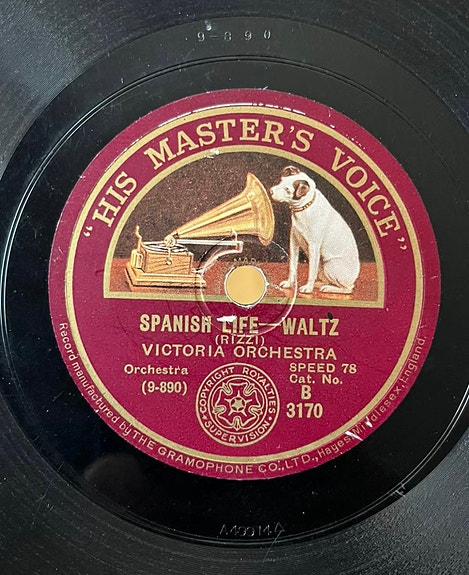 9-890
"HIS MASTER'S VOICE"
SPANISH LIFE—WALTZ
(RIZZI)
VICTORIA ORCHESTRA
Orchestra SPEED 78
(9-890) Cat. No.
B
3170
COPYRIGHT ROYALTIES
SUPERVISION
Record manufactured by THE GRAMOPHONE CO., LTD., Hayes, Middlesex, England.